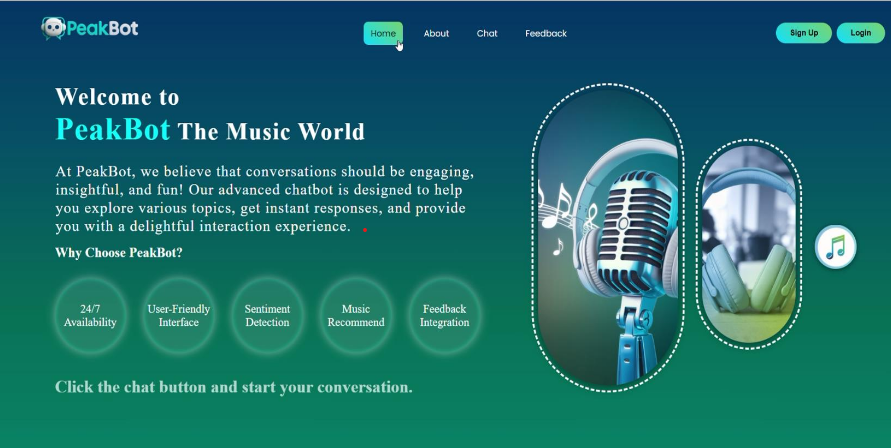 PeakBot
Home About Chat Feedback
Sign Up Login
Welcome to
PeakBot The Music World
At PeakBot, we believe that conversations should be engaging,
insightful, and fun! Our advanced chatbot is designed to help
you explore various topics, get instant responses, and provide
you with a delightful interaction experience.
Why Choose PeakBot?
24/7
Availability
User-Friendly
Interface
Sentiment
Detection
Music
Recommend
Feedback
Integration
Click the chat button and start your conversation.